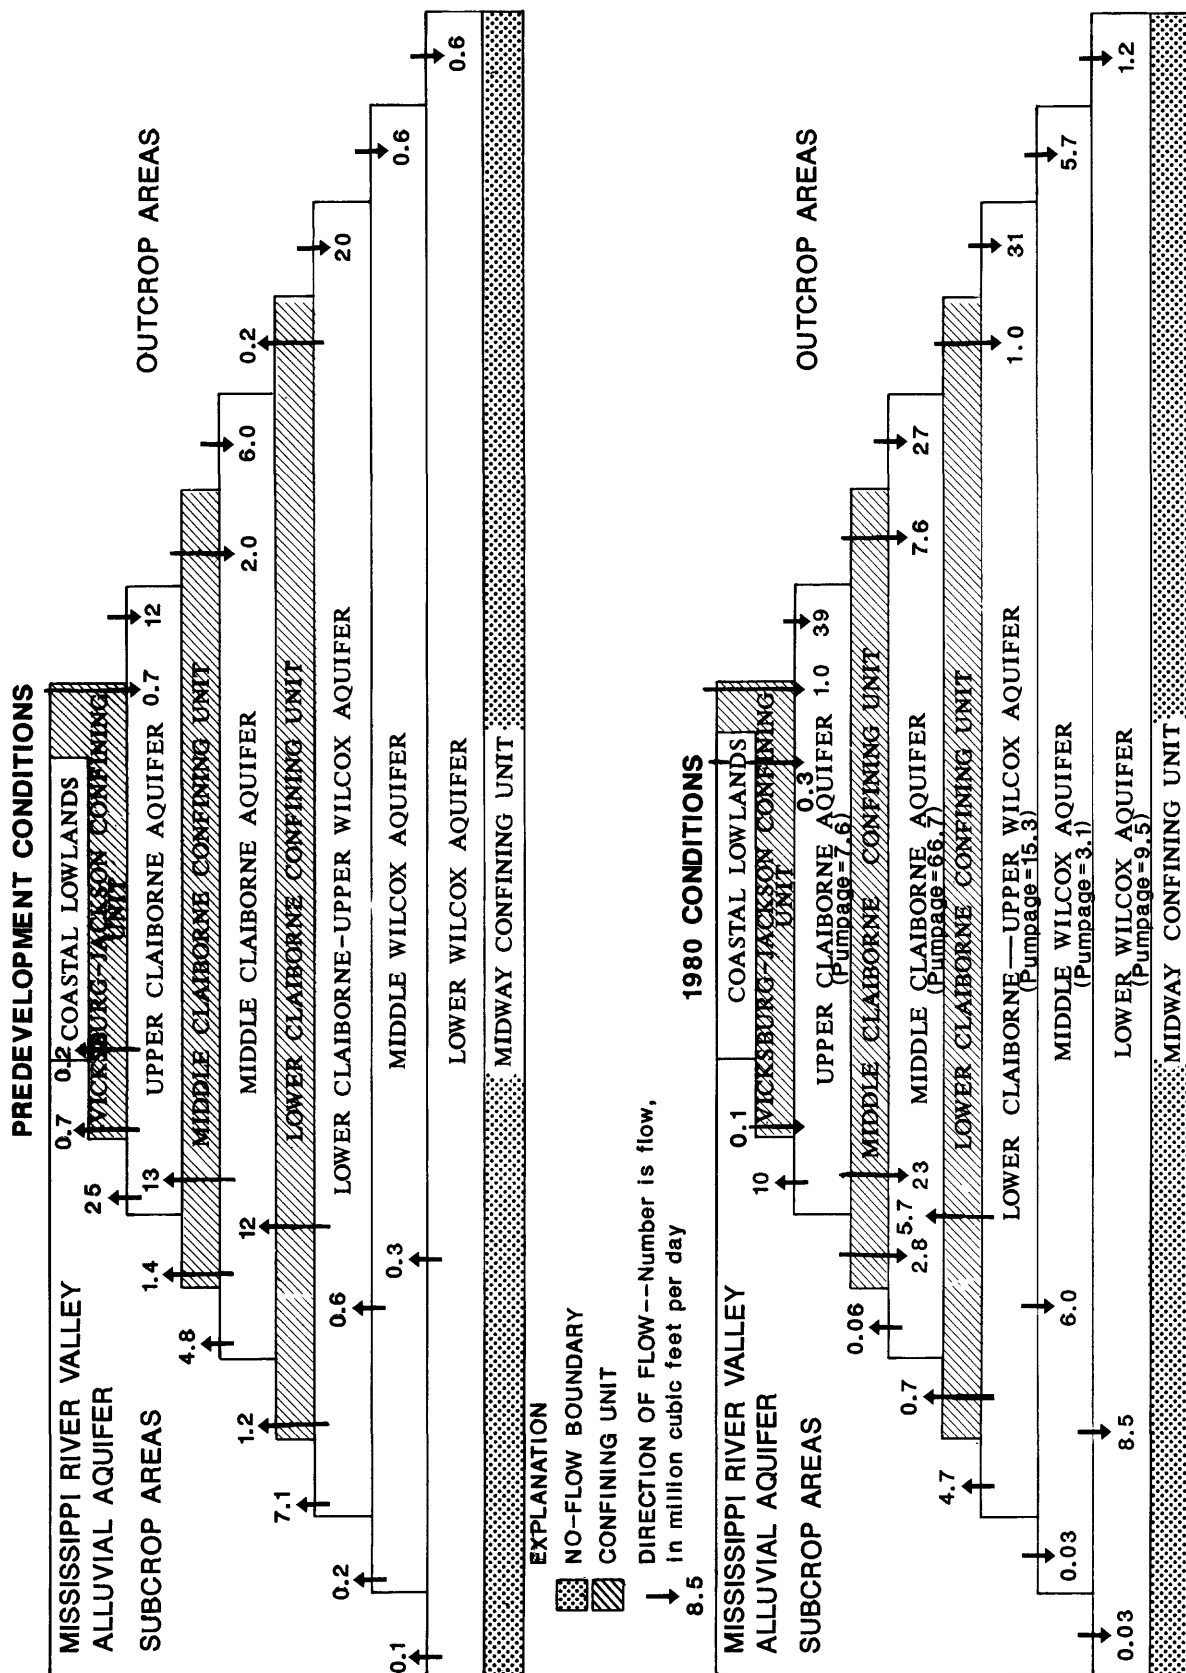 PREDEVELOPMENT CONDITIONS
MISSISSIPPI RIVER VALLEY
ALLUVIAL AQUIFER
SUBCROP AREAS
OUTCROP AREAS
COASTAL LOWLANDS
VICKSBURG-JACKSON CONFINING
UNIT
UPPER CLAIBORNE AQUIFER
MIDDLE CLAIBORNE CONFINING UNIT
MIDDLE CLAIBORNE AQUIFER
LOWER CLAIBORNE CONFINING UNIT
LOWER CLAIBORNE-UPPER WILCOX AQUIFER
MIDDLE WILCOX AQUIFER
LOWER WILCOX AQUIFER
MIDWAY CONFINING UNIT
0.1
0.2
7.1
1.2
4.8
1.4
25
13
0.7
0.2
12
0.6
0.3
0.7
12
2.0
6.0
0.2
20
0.6
0.6
EXPLANATION
NO-FLOW BOUNDARY
CONFINING UNIT
8.5
DIRECTION OF FLOW--Number is flow,
in million cubic feet per day
1980 CONDITIONS
MISSISSIPPI RIVER VALLEY
ALLUVIAL AQUIFER
SUBCROP AREAS
OUTCROP AREAS
COASTAL LOWLANDS
VICKSBURG-JACKSON CONFINING
UNIT
UPPER CLAIBORNE AQUIFER
(Pumpage=7.6)
MIDDLE CLAIBORNE CONFINING UNIT
MIDDLE CLAIBORNE AQUIFER
(Pumpage=66.7)
LOWER CLAIBORNE CONFINING UNIT
LOWER CLAIBORNE—UPPER WILCOX AQUIFER
(Pumpage=15.3)
MIDDLE WILCOX AQUIFER
(Pumpage=3.1)
LOWER WILCOX AQUIFER
(Pumpage=9.5)
MIDWAY CONFINING UNIT
0.03
0.03
4.7
0.7
0.06
2.8
10
23
5.7
0.1
6.0
8.5
0.3
1.0
39
7.6
27
1.0
31
5.7
1.2